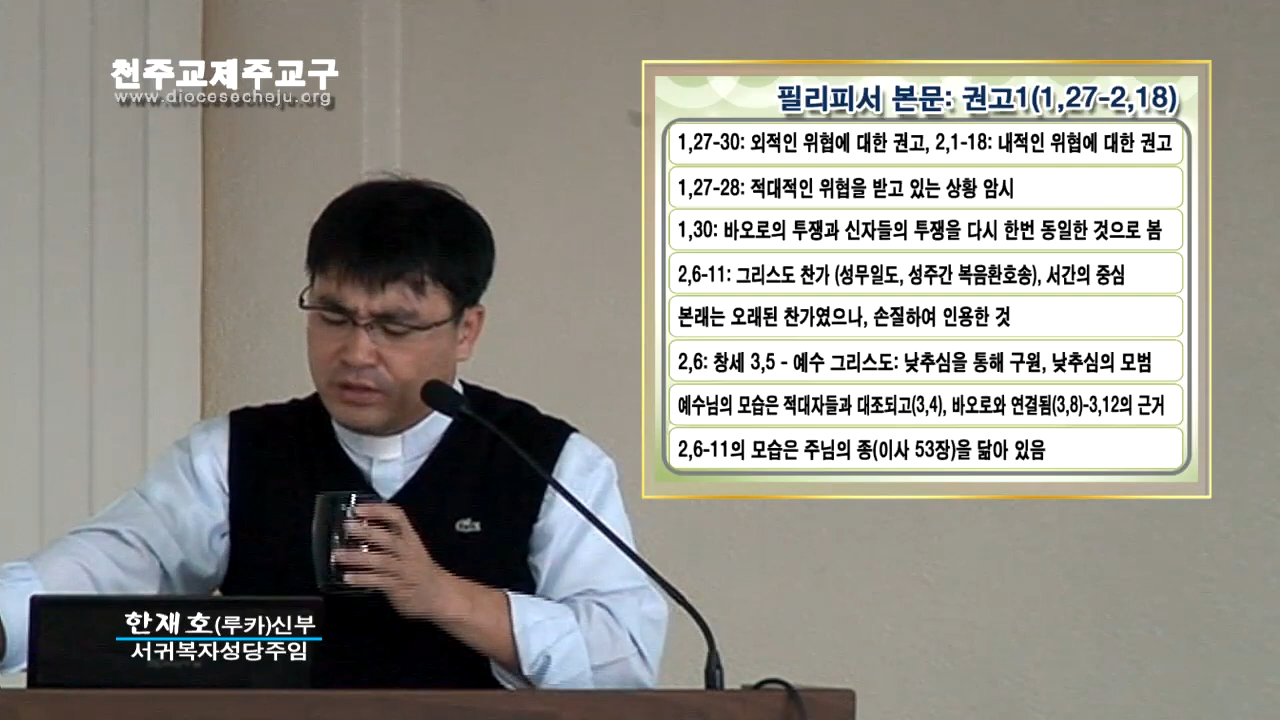 천주교제주교구
www.diocesecheju.org
필리피서 본문: 권고1(1,27-2,18)
1,27-30: 외적인 위협에 대한 권고, 2,1-18: 내적인 위협에 대한 권고
1,27-28: 적대적인 위협을 받고 있는 상황 암시
1,30: 바오로의 투쟁과 신자들의 투쟁을 다시 한번 동일한 것으로 봄
2,6-11: 그리스도 찬가 (성무일도, 성주간 복음환호송), 서간의 중심
본래는 오래된 찬가였으나, 손질하여 인용한 것
2,6: 창세 3,5 - 예수 그리스도: 낮추심을 통해 구원, 낮추심의 모범
예수님의 모습은 적대자들과 대조되고(3,4), 바오로와 연결됨(3,8)-3,12의 근거
2,6-11의 모습은 주님의 종(이사 53장)을 닮아 있음
한재호(루카)신부
서귀복자성당주임